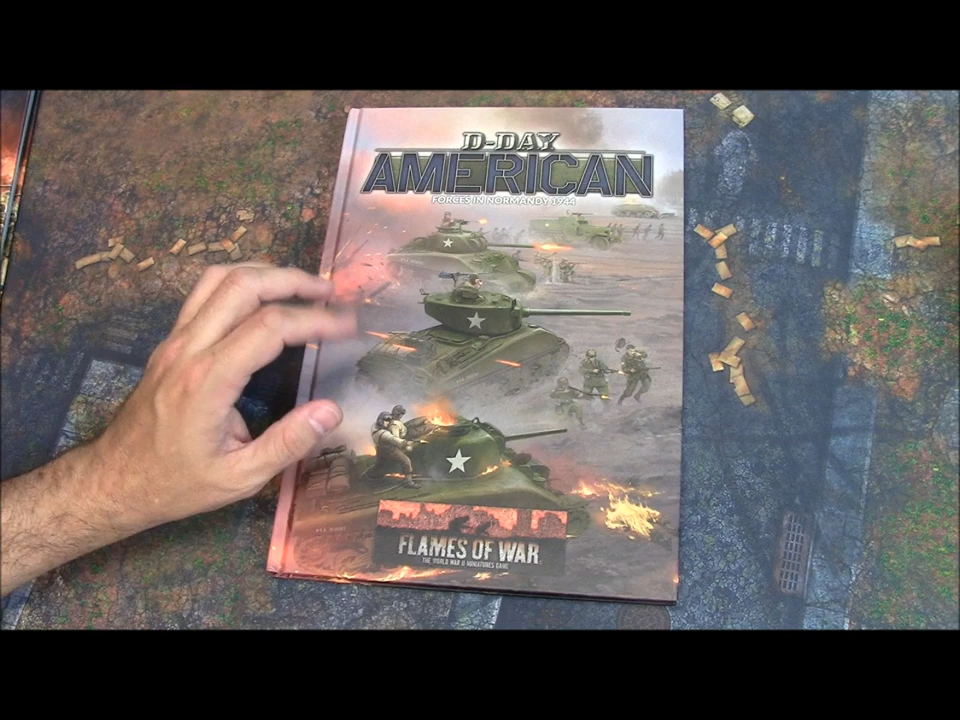 D-DAY
AMERICAN
FORCES IN NORMANDY 1944
FLAMES OF WAR
THE WORLD WAR II MINIATURES GAME